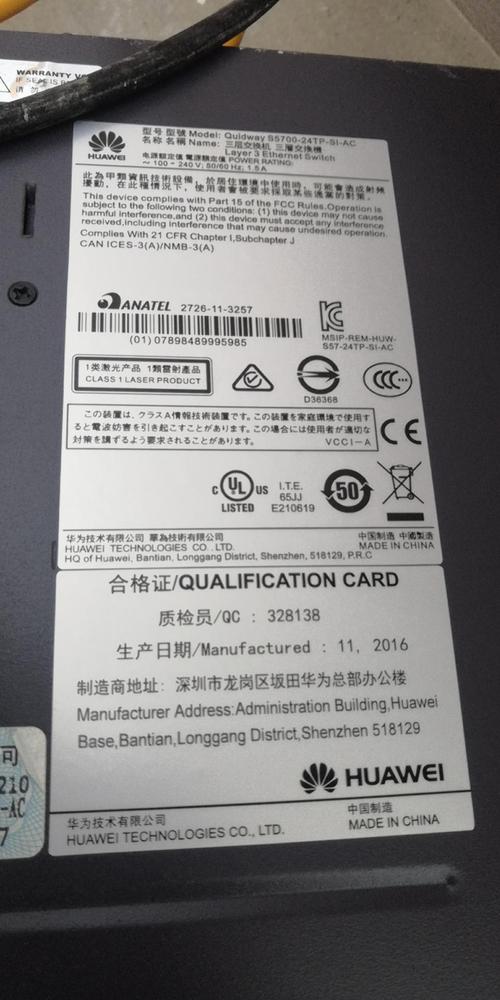 WARRANTY V
IF SEAL IS
请 勿
HUAWEI
型号 型號 Model: Quidway S5700-24TP-SI-AC
名称 名稱 Name: 三层交换机 三層交換機
Layer 3 Ethernet Switch
电源额定值 電源額定值 POWER RATING:
~ 100 - 240 V; 50/60 Hz; 1.5A
此為甲類資訊技術設備，於居住環境中使用時，可能會造成射頻
擾動，在此種情況下，使用者會被要求採取某些適當的對策。
This device complies with Part 15 of the FCC Rules.Operation is
subject to the following two conditions: (1) this device may not cause
harmful interference,and (2) this device must accept any interference
received,including interference that may cause undesired operation.
Complies With 21 CFR Chapter I,Subchapter J
CAN ICES-3(A)/NMB-3(A)
ANATEL 2726-11-3257
(01) 07898489995985
MSIP-REM-HUW-
S57-24TP-SI-AC
1类激光产品 1類雷射產品
CLASS 1 LASER PRODUCT
D36368
CCC
この装置は、クラスA情報技術装置です。この装置を家庭環境で使用す
ると電波妨害を引き起こすことがあります。この場合には使用者が適切な
対策を講ずるよう要求されることがあります。 VCCI-A
CE
C UL US
LISTED
I.T.E.
65JJ
E210619
50
华为技术有限公司 華為技術有限公司
中国制造 中國製造
HUAWEI TECHNOLOGIES CO.,LTD.
MADE IN CHINA
HQ of Huawei, Bantian, Longgang District, Shenzhen, 518129, P.R.C
合格证/QUALIFICATION CARD
质检员/QC : 328138
生产日期/Manufactured : 11, 2016
制造商地址: 深圳市龙岗区坂田华为总部办公楼
Manufacturer Address:Administration Building,Huawei
Base,Bantian,Longgang District,Shenzhen 518129
HUAWEI
华为技术有限公司
中国制造
HUAWEI TECHNOLOGIES CO., LTD.
MADE IN CHINA
司
210
-AC
7